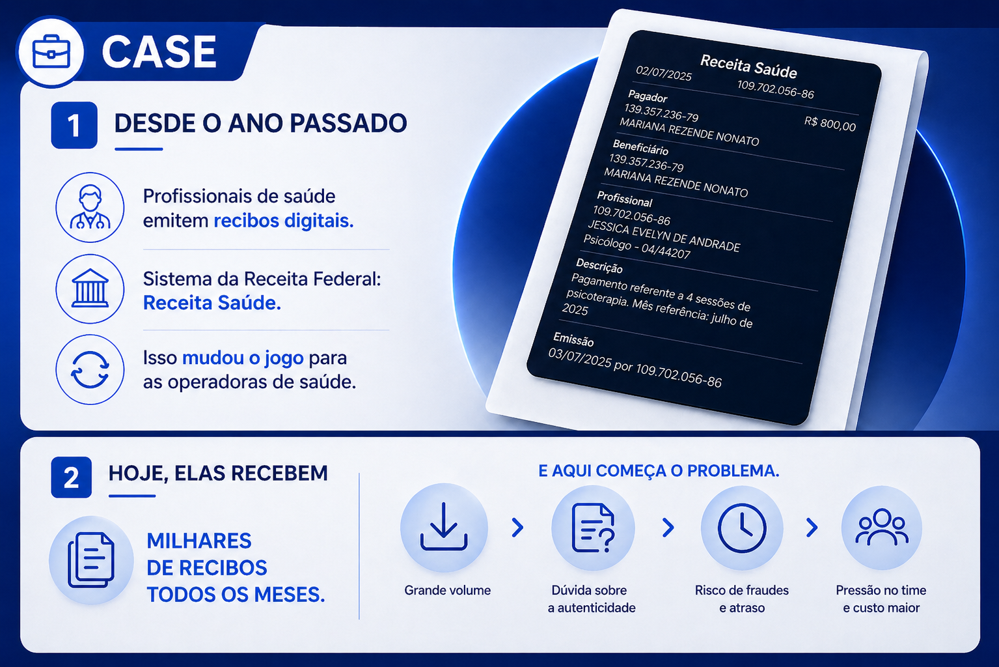 CASE
1
DESDE O ANO PASSADO
Profissionais de saúde
emitem recibos digitais.
Sistema da Receita Federal:
Receita Saúde.
Isso mudou o jogo para
as operadoras de saúde.
Receita Saúde
02/07/2025 109.702.056-86
Pagador
139.357.236-79 R$ 800,00
MARIANA REZENDE NONATO
Beneficiário
139.357.236-79
MARIANA REZENDE NONATO
Profissional
109.702.056-86
JESSICA EVELYN DE ANDRADE
Psicólogo - 04/44207
Descrição
Pagamento referente a 4 sessões de
psicoterapia. Mês referência: julho de
2025
Emissão
03/07/2025 por 109.702.056-86
2
HOJE, ELAS RECEBEM
MILHARES
DE RECIBOS
TODOS OS MESES.
E AQUI COMEÇA O PROBLEMA.
?
Grande volume
Dúvida sobre
a autenticidade
Risco de fraudes
e atraso
Pressão no time
e custo maior